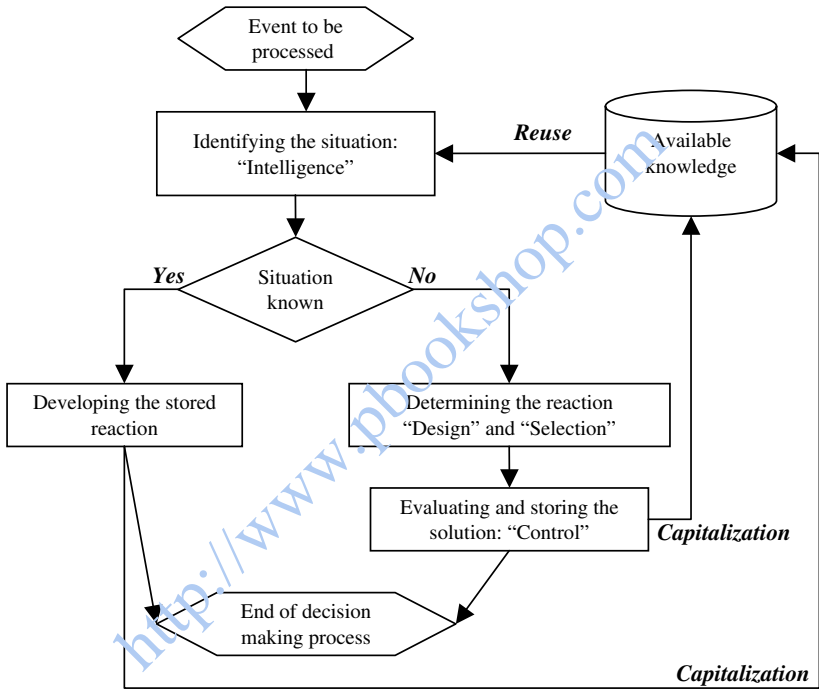 Event to be
processed
Identifying the situation:
“Intelligence”
Reuse
Available
knowledge
Situation
known
Yes
No
Developing the stored
reaction
Determining the reaction
“Design” and “Selection”
Evaluating and storing the
solution: “Control”
Capitalization
End of decision
making process
Capitalization
http://www.pbookshop.com